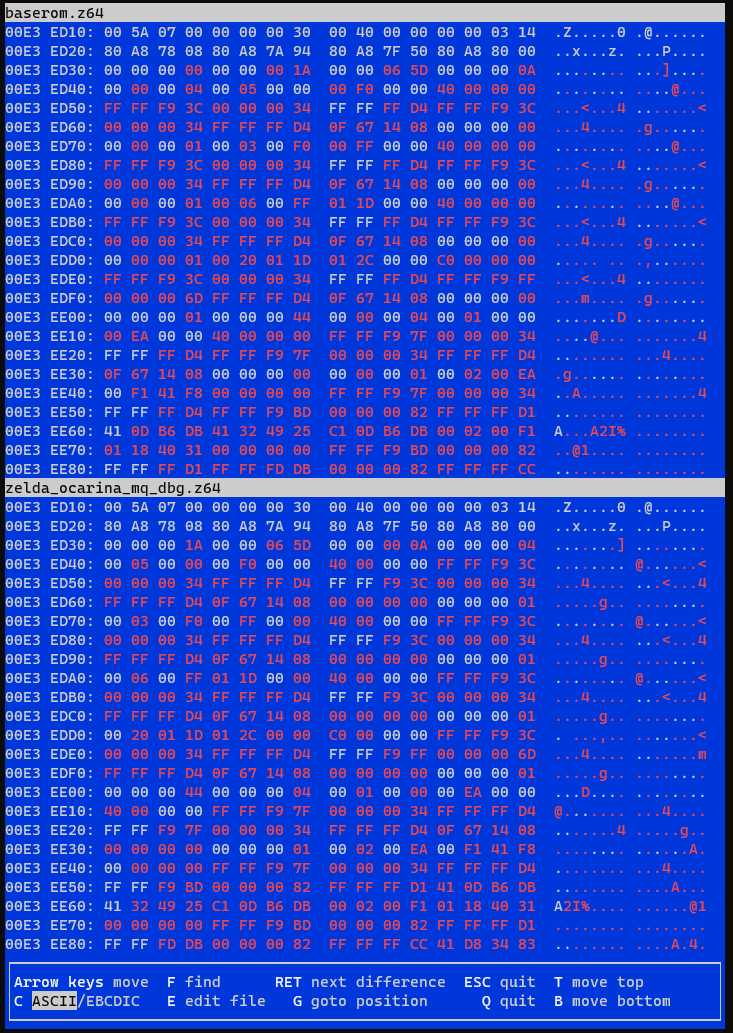 baserom.z64
00E3 ED10: 00 5A 07 00 00 00 00 30 00 40 00 00 00 00 03 14 .Z.....0 .@......
00E3 ED20: 80 A8 78 08 80 A8 7A 94 80 A8 7F 50 80 A8 80 00 ..x...z. ...P....
00E3 ED30: 00 00 00 00 00 00 00 1A 00 00 06 5D 00 00 00 0A ........ ...]....
00E3 ED40: 00 00 00 04 00 05 00 00 00 F0 00 00 40 00 00 00 ........ ....@...
00E3 ED50: FF FF F9 3C 00 00 00 34 FF FF FF D4 FF FF F9 3C ...<...4 .......<
00E3 ED60: 00 00 00 34 FF FF FF D4 0F 67 14 08 00 00 00 00 ...4.... .g......
00E3 ED70: 00 00 00 01 00 03 00 F0 00 FF 00 00 40 00 00 00 ........ ....@...
00E3 ED80: FF FF F9 3C 00 00 00 34 FF FF FF D4 FF FF F9 3C ...<...4 .......<
00E3 ED90: 00 00 00 34 FF FF FF D4 0F 67 14 08 00 00 00 00 ...4.... .g......
00E3 EDA0: 00 00 00 01 00 06 00 FF 01 1D 00 00 40 00 00 00 ........ ....@...
00E3 EDB0: FF FF F9 3C 00 00 00 34 FF FF FF D4 FF FF F9 3C ...<...4 .......<
00E3 EDC0: 00 00 00 34 FF FF FF D4 0F 67 14 08 00 00 00 00 ...4.... .g......
00E3 EDD0: 00 00 00 01 00 20 01 1D 01 2C 00 00 C0 00 00 00 ..... .. .,......
00E3 EDE0: FF FF F9 3C 00 00 00 34 FF FF FF D4 FF FF F9 FF ...<...4 ........
00E3 EDF0: 00 00 00 6D FF FF FF D4 0F 67 14 08 00 00 00 00 ...m.... .g......
00E3 EE00: 00 00 00 01 00 00 00 44 00 00 00 04 00 01 00 00 .......D ........
00E3 EE10: 00 EA 00 00 40 00 00 00 FF FF F9 7F 00 00 00 34 ....@... .......4
00E3 EE20: FF FF FF D4 FF FF F9 7F 00 00 00 34 FF FF FF D4 ........ ...4....
00E3 EE30: 0F 67 14 08 00 00 00 00 00 00 00 01 00 02 00 EA .g...... ........
00E3 EE40: 00 F1 41 F8 00 00 00 00 FF FF F9 7F 00 00 00 34 ..A..... .......4
00E3 EE50: FF FF FF D4 FF FF F9 BD 00 00 00 82 FF FF FF D1 ........ ........
00E3 EE60: 41 0D B6 DB 41 32 49 25 C1 0D B6 DB 00 02 00 F1 A...A2I% ........
00E3 EE70: 01 18 40 31 00 00 00 00 FF FF F9 BD 00 00 00 82 ..@1.... ........
00E3 EE80: FF FF FF D1 FF FF FD DB 00 00 00 82 FF FF FF CC ........ ........
zelda_ocarina_mq_dbg.z64
00E3 ED10: 00 5A 07 00 00 00 00 30 00 40 00 00 00 00 03 14 .Z.....0 .@......
00E3 ED20: 80 A8 78 08 80 A8 7A 94 80 A8 7F 50 80 A8 80 00 ..x...z. ...P....
00E3 ED30: 00 00 00 1A 00 00 06 5D 00 00 00 0A 00 00 00 04 .......] ........
00E3 ED40: 00 05 00 00 00 F0 00 00 40 00 00 00 FF FF F9 3C ........ @......<
00E3 ED50: 00 00 00 34 FF FF FF D4 FF FF F9 3C 00 00 00 34 ...4.... ...<...4
00E3 ED60: FF FF FF D4 0F 67 14 08 00 00 00 00 00 00 00 01 .....g.. ........
00E3 ED70: 00 03 00 F0 00 FF 00 00 40 00 00 00 FF FF F9 3C ........ @......<
00E3 ED80: 00 00 00 34 FF FF FF D4 FF FF F9 3C 00 00 00 34 ...4.... ...<...4
00E3 ED90: FF FF FF D4 0F 67 14 08 00 00 00 00 00 00 00 01 .....g.. ........
00E3 EDA0: 00 06 00 FF 01 1D 00 00 40 00 00 00 FF FF F9 3C ........ @......<
00E3 EDB0: 00 00 00 34 FF FF FF D4 FF FF F9 3C 00 00 00 34 ...4.... ...<...4
00E3 EDC0: FF FF FF D4 0F 67 14 08 00 00 00 00 00 00 00 01 .....g.. ........
00E3 EDD0: 00 20 01 1D 01 2C 00 00 C0 00 00 00 FF FF F9 3C . ...,.. .......<
00E3 EDE0: 00 00 00 34 FF FF FF D4 FF FF F9 FF 00 00 00 6D ...4.... .......m
00E3 EDF0: FF FF FF D4 0F 67 14 08 00 00 00 00 00 00 00 01 .....g.. ........
00E3 EE00: 00 00 00 44 00 00 00 04 00 01 00 00 00 EA 00 00 ...D.... ........
00E3 EE10: 40 00 00 00 FF FF F9 7F 00 00 00 34 FF FF FF D4 @....... ...4....
00E3 EE20: FF FF F9 7F 00 00 00 34 FF FF FF D4 0F 67 14 08 .......4 .....g..
00E3 EE30: 00 00 00 00 00 00 00 01 00 02 00 EA 00 F1 41 F8 ........ ......A.
00E3 EE40: 00 00 00 00 FF FF F9 7F 00 00 00 34 FF FF FF D4 ........ ...4....
00E3 EE50: FF FF F9 BD 00 00 00 82 FF FF FF D1 41 0D B6 DB ........ ....A...
00E3 EE60: 41 32 49 25 C1 0D B6 DB 00 02 00 F1 01 18 40 31 A2I%.... ......@1
00E3 EE70: 00 00 00 00 FF FF F9 BD 00 00 00 82 FF FF FF D1 ........ ........
00E3 EE80: FF FF FD DB 00 00 00 82 FF FF FF CC 41 D8 34 83 ........ ....A.4.
Arrow keys move F find RET next difference ESC quit T move top
C ASCII/EBCDIC E edit file G goto position Q quit B move bottom